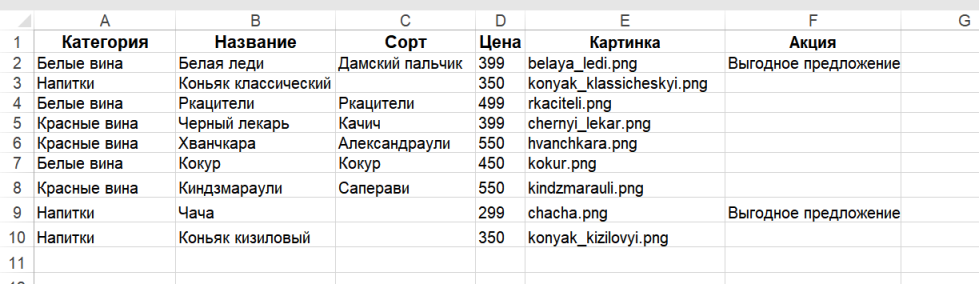 A B C D E F G
1 Категория Название Сорт Цена Картинка Акция
2 Белые вина Белая леди Дамский пальчик 399 belaya_ledi.png Выгодное предложение
3 Напитки Коньяк классический 350 konyak_klassicheskyi.png
4 Белые вина Ркацители Ркацители 499 rkaciteli.png
5 Красные вина Черный лекарь Качич 399 chernyi_lekar.png
6 Красные вина Хванчкара Александраули 550 hvanchkara.png
7 Белые вина Кокур Кокур 450 kokur.png
8 Красные вина Киндзмараули Саперави 550 kindzmarauli.png
9 Напитки Чача 299 chacha.png Выгодное предложение
10 Напитки Коньяк кизиловый 350 konyak_kizilovyi.png
11